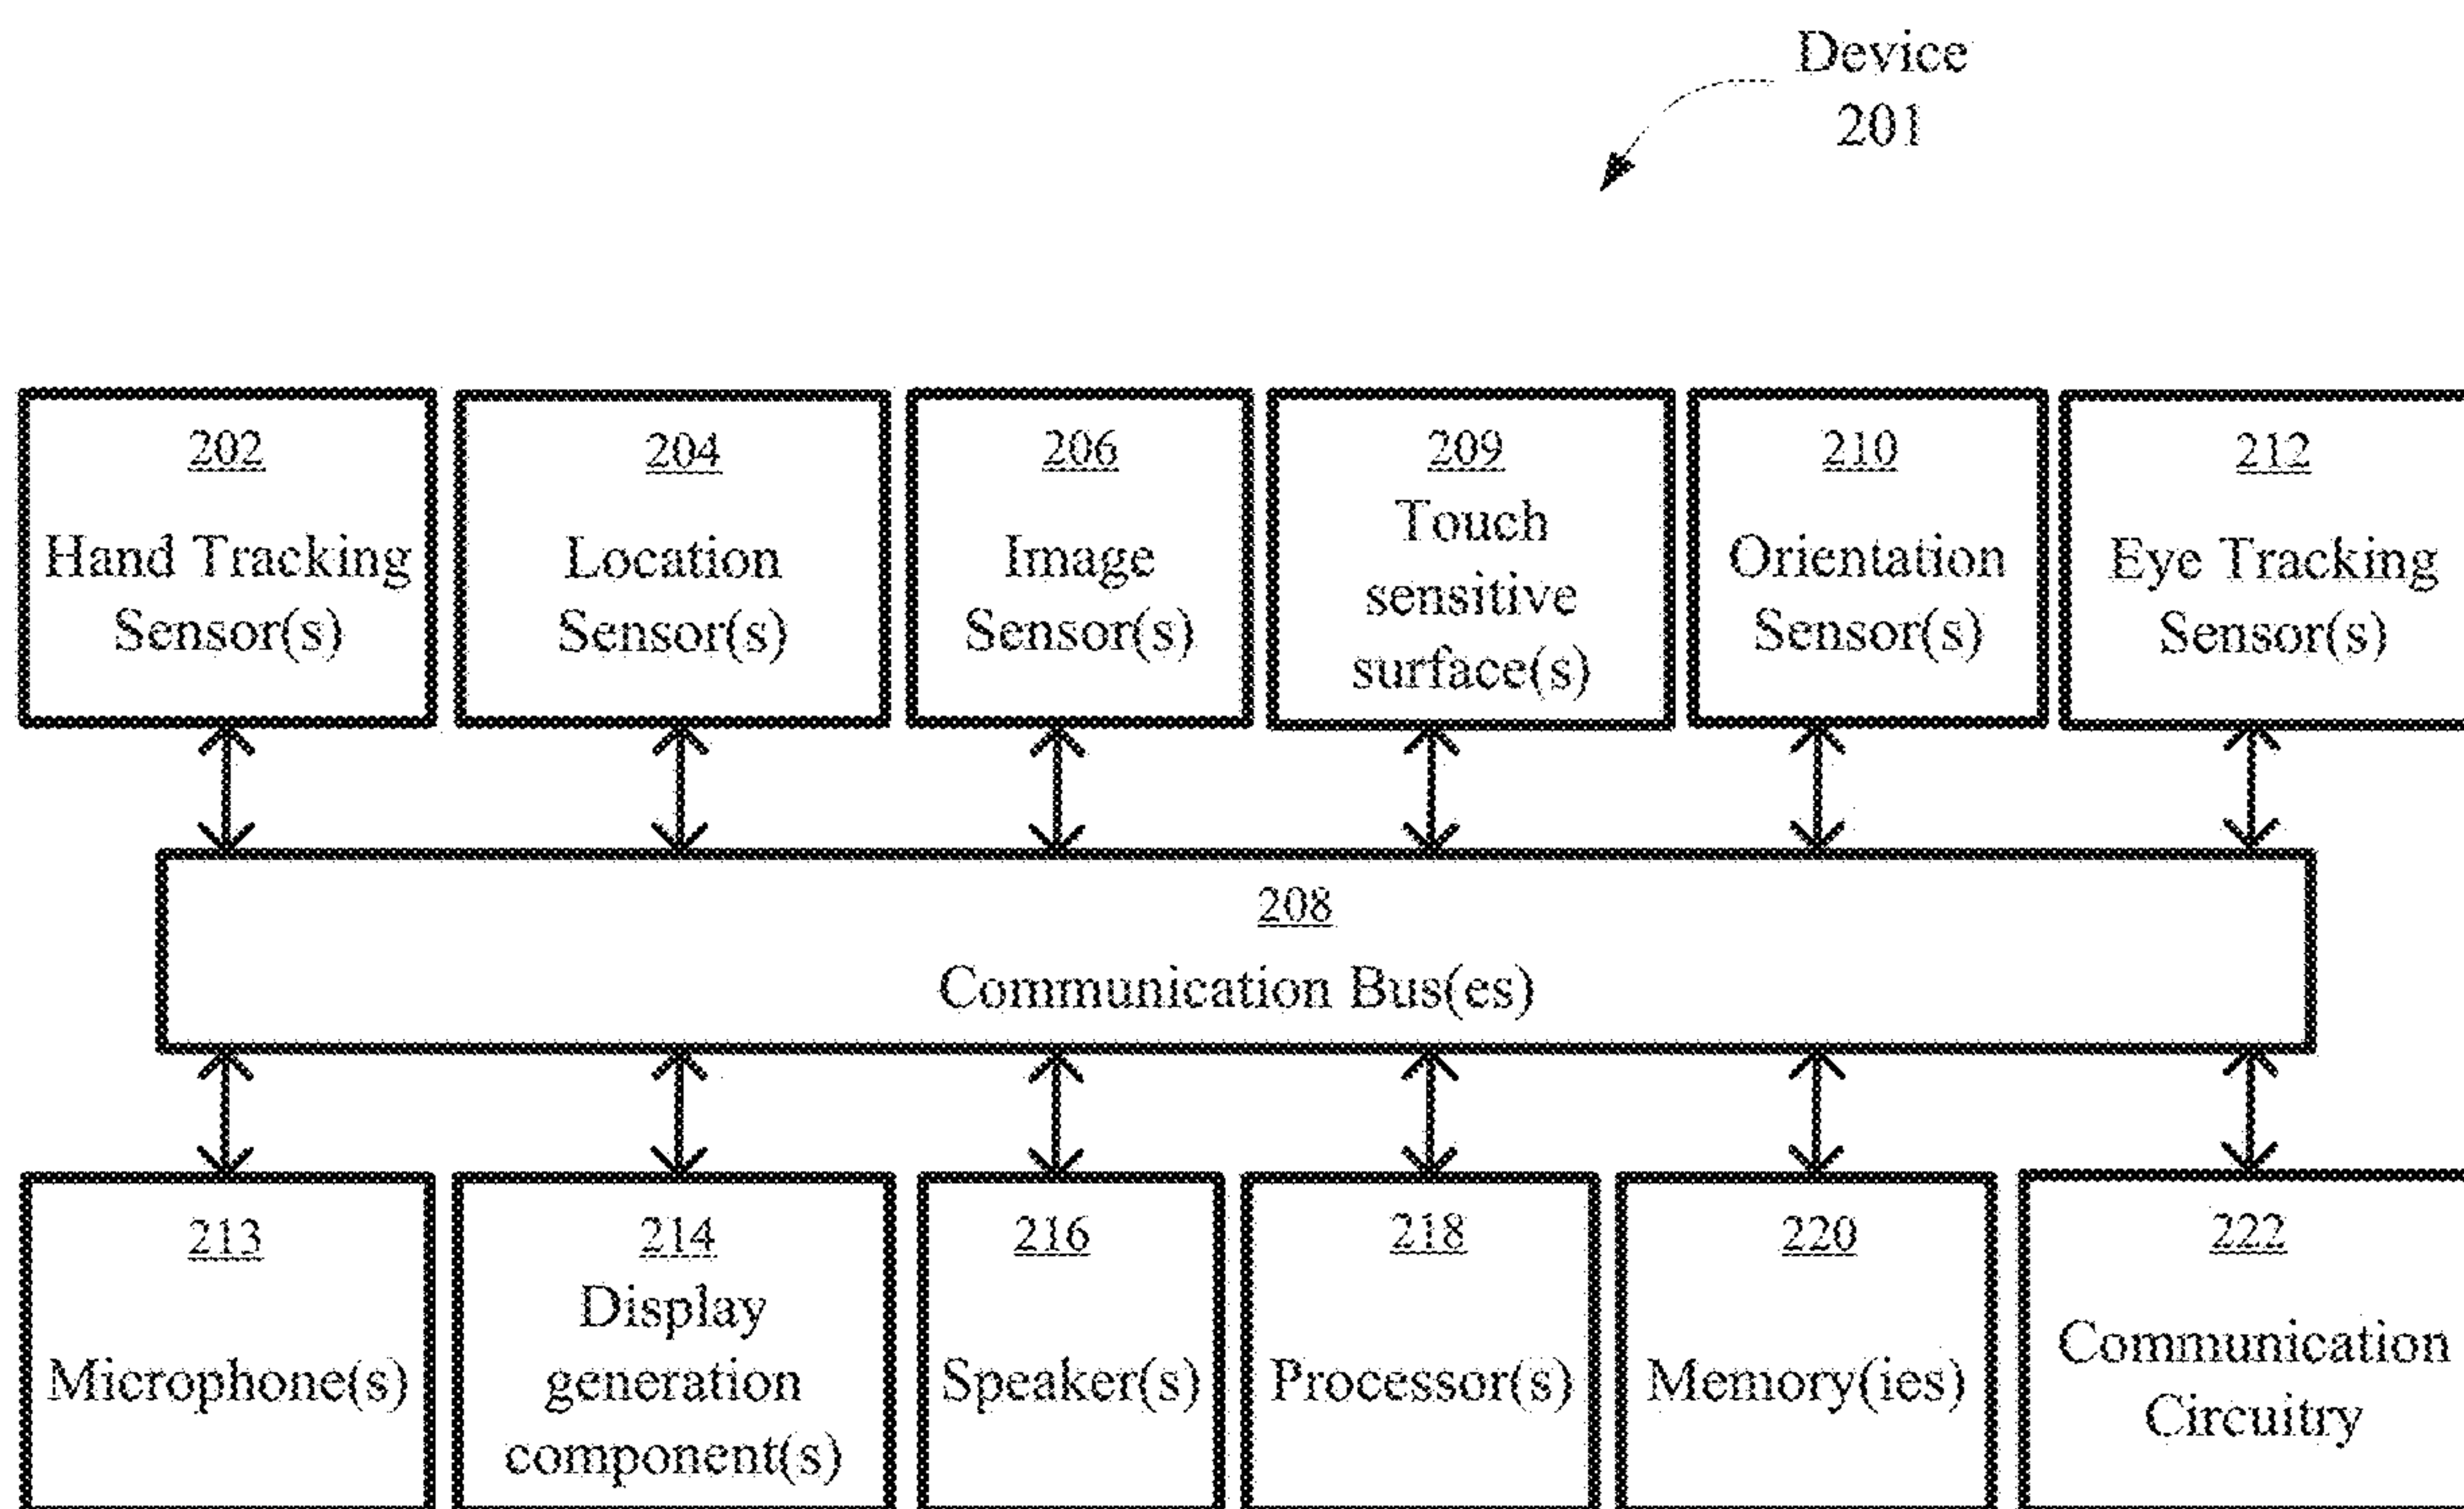 Device
201
202
Hand Tracking
Sensor(s)
204
Location
Sensor(s)
206
Image
Sensor(s)
209
Touch
sensitive
surface(s)
210
Orientation
Sensor(s)
212
Eye Tracking
Sensor(s)
208
Communication Bus(es)
213
Microphone(s)
214
Display
generation
component(s)
216
Speaker(s)
218
Processor(s)
220
Memory(ies)
222
Communication
Circuitry